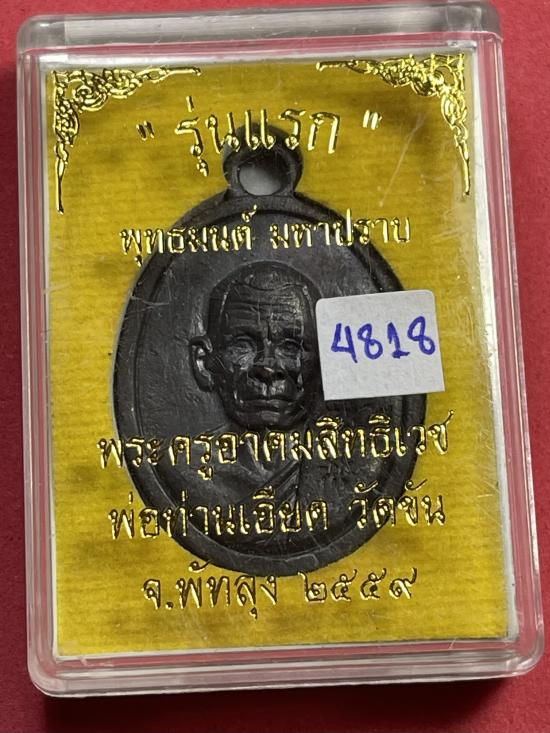 " รุ่นแรก "
พุทธมนต์ มหาปราบ
4818
พระครูอาคมสิทธิเวช
พ่อท่านเอียด วัดขัน
จ.พัทลุง ๒๕๕๙